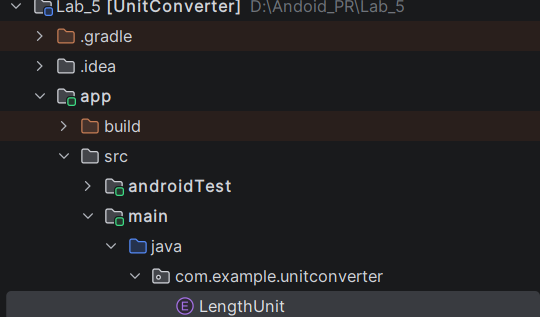 Lab_5 [UnitConverter] D:\Andoid_PR\Lab_5
.gradle
.idea
app
build
src
androidTest
main
java
com.example.unitconverter
E LengthUnit